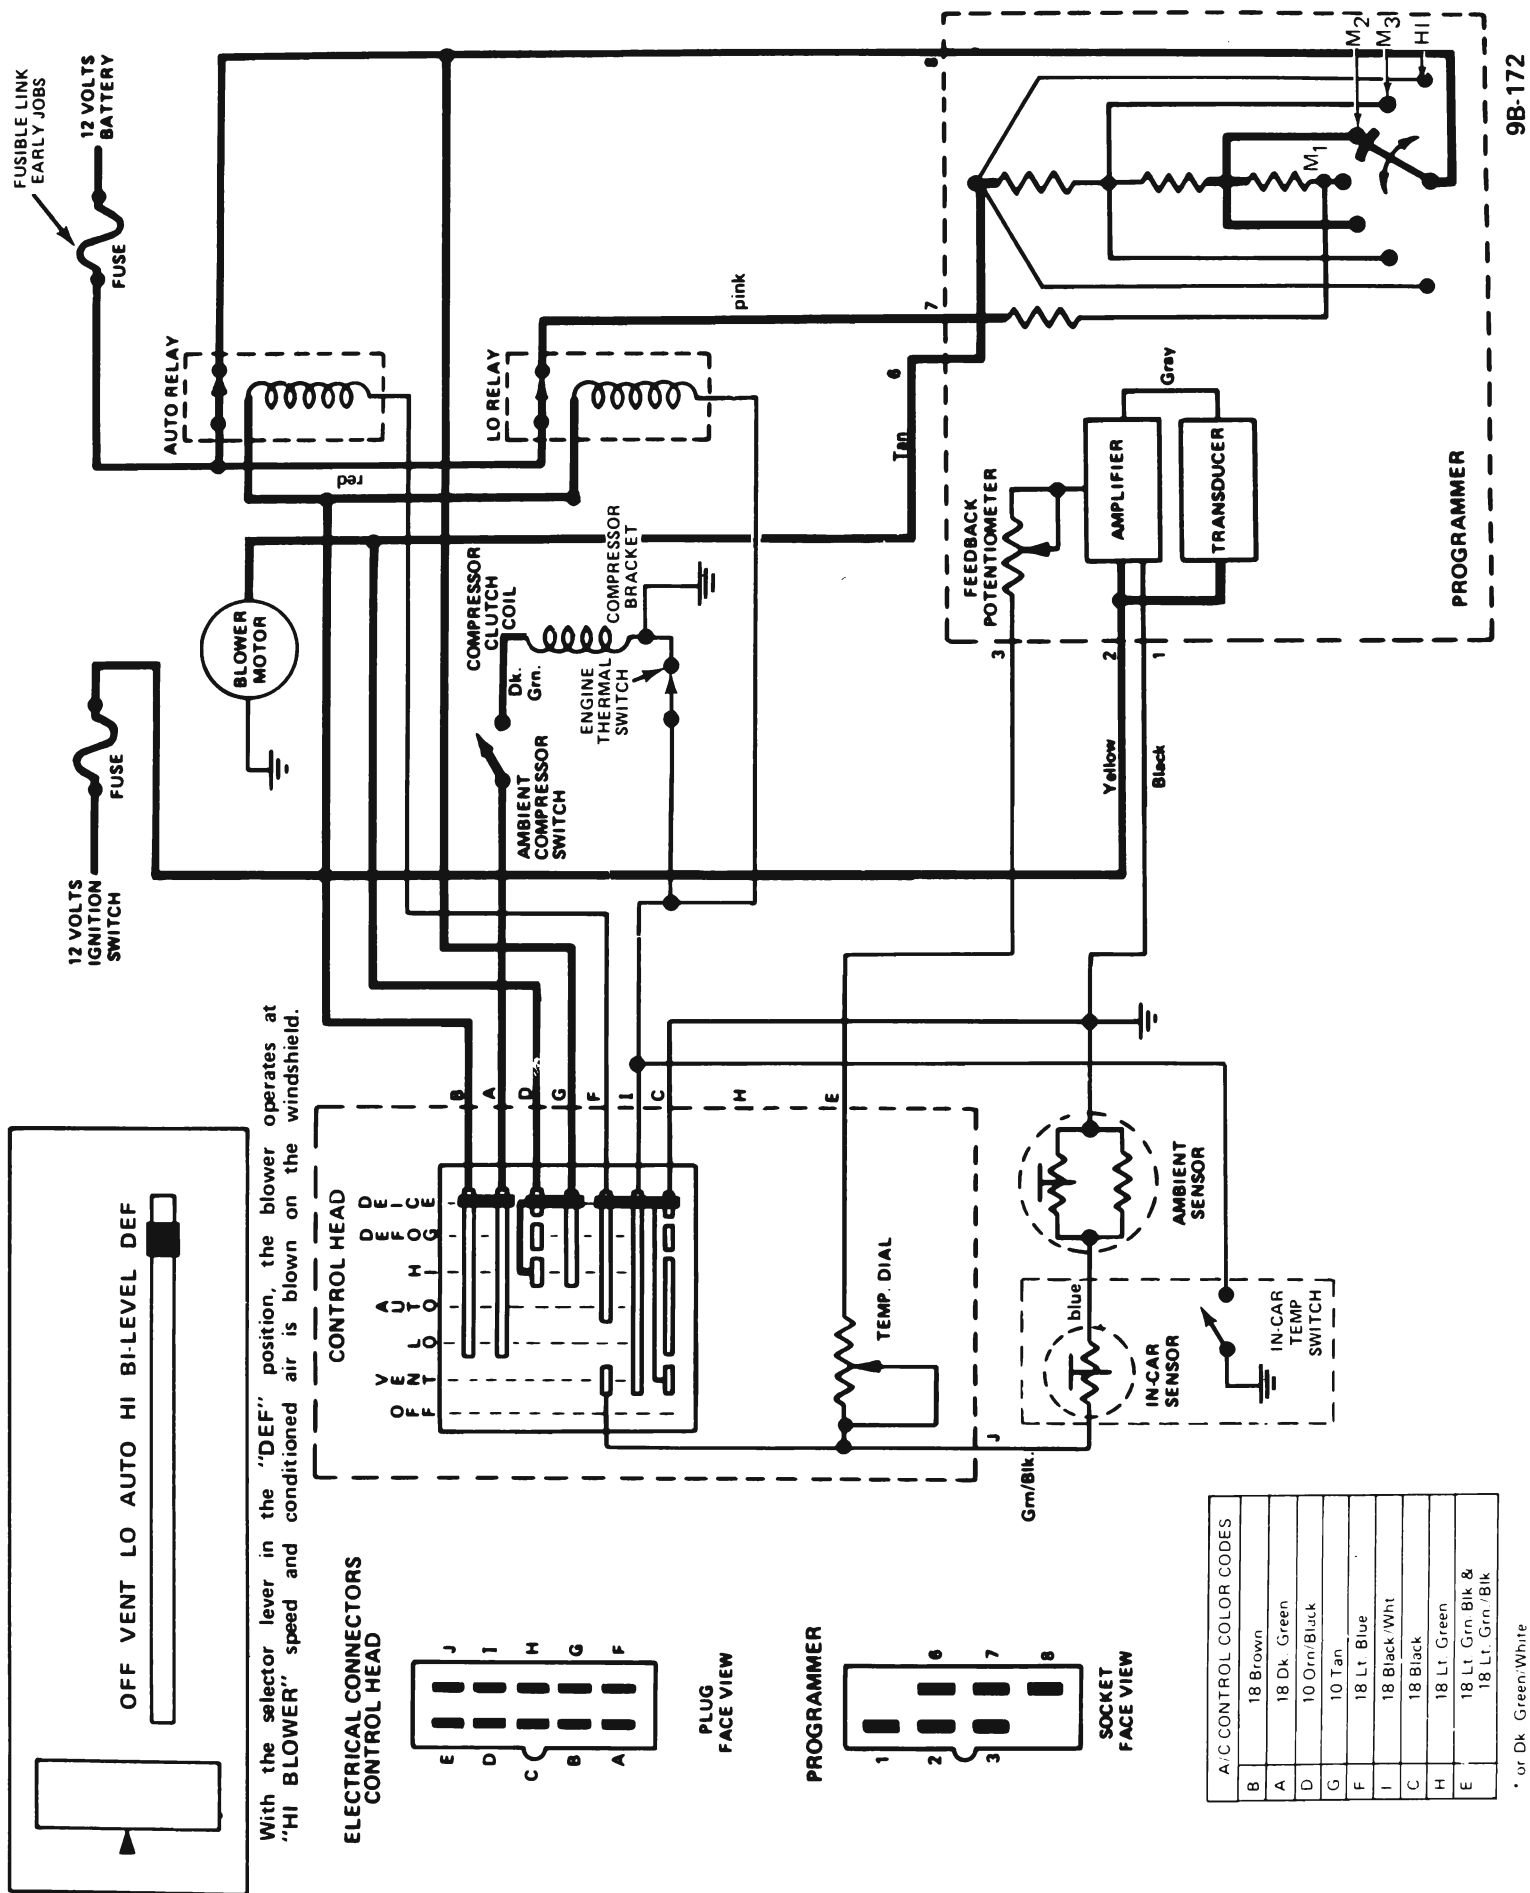 OFF VENT LO AUTO HI BI-LEVEL DEF
With the selector lever in the "DEF" position, the blower operates at
"HI BLOWER" speed and conditioned air is blown on the windshield.
12 VOLTS
IGNITION
SWITCH
FUSE
FUSIBLE LINK
EARLY JOBS
12 VOLTS
BATTERY
FUSE
BLOWER
MOTOR
AUTO RELAY
red
LO RELAY
COMPRESSOR
CLUTCH
COIL
Dk.
Grn.
AMBIENT
COMPRESSOR
SWITCH
ENGINE
THERMAL
SWITCH
COMPRESSOR
BRACKET
pink
Tan
6
7
8
M1
M2
M3
HI
FEEDBACK
POTENTIOMETER
AMPLIFIER
TRANSDUCER
Gray
PROGRAMMER
3
2
1
Yellow
Black
CONTROL HEAD
OFF
VENT
LO
AUTO
HI
DEFOG
DEICE
B
A
D
G
F
I
C
H
E
TEMP. DIAL
J
Grn/Blk.
blue
AMBIENT
SENSOR
IN-CAR
SENSOR
IN-CAR
TEMP
SWITCH
ELECTRICAL CONNECTORS
CONTROL HEAD
J
I
H
G
F
E
D
C
B
A
PLUG
FACE VIEW
PROGRAMMER
6
7
8
1
2
3
SOCKET
FACE VIEW
A/C CONTROL COLOR CODES
B 18 Brown
A 18 Dk. Green
D 10 Orn/Black
G 10 Tan
F 18 Lt. Blue
I 18 Black/Wht
C 18 Black
H 18 Lt. Green
E 18 Lt Grn. Blk &
18 Lt. Grn./Blk
* or Dk Green/White
9B-172